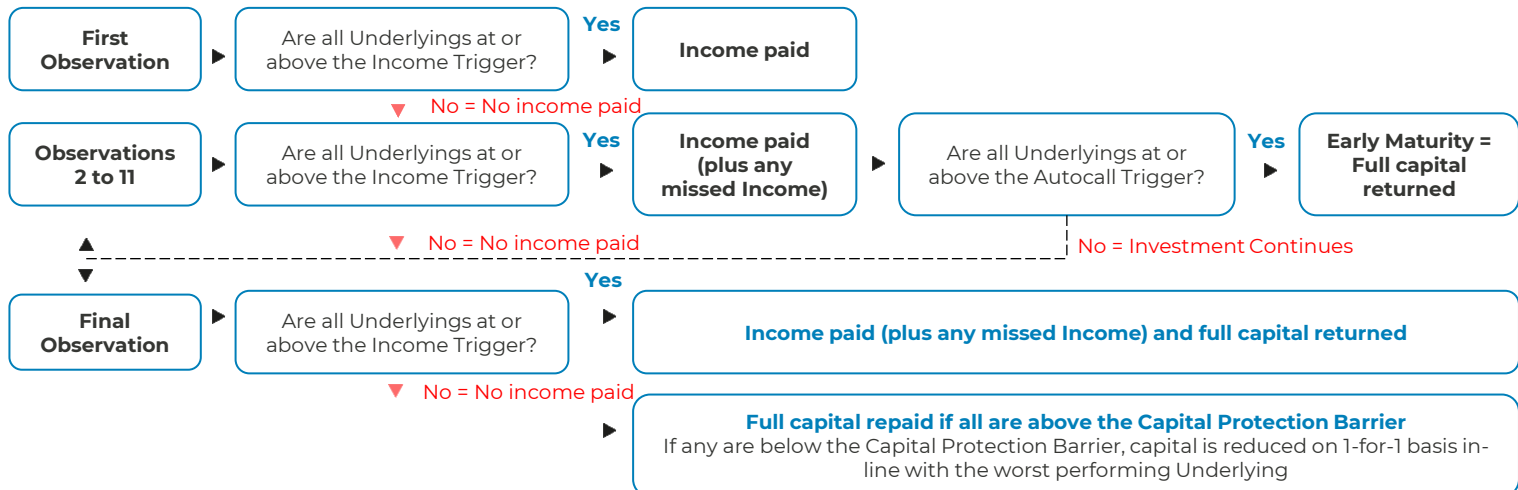 First
Observation
Are all Underlyings at or
above the Income Trigger?
Yes
Income paid
No = No income paid
Observations
2 to 11
Are all Underlyings at or
above the Income Trigger?
Yes
Income paid
(plus any
missed Income)
Are all Underlyings at or
above the Autocall Trigger?
Yes
Early Maturity =
Full capital
returned
No = No income paid
No = Investment Continues
Final
Observation
Are all Underlyings at or
above the Income Trigger?
Yes
Income paid (plus any missed Income) and full capital returned
No = No income paid
Full capital repaid if all are above the Capital Protection Barrier
If any are below the Capital Protection Barrier, capital is reduced on 1-for-1 basis in-
line with the worst performing Underlying